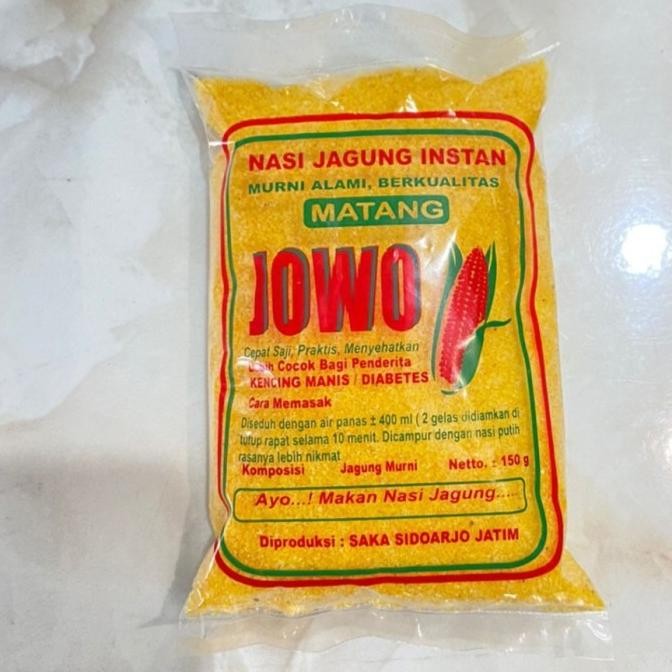 NASI JAGUNG INSTAN
MURNI ALAMI, BERKUALITAS
MATANG
JOWO
Cepat Saji, Praktis, Menyehatkan
Cocok Bagi Penderita
KENCING MANIS / DIABETES
Cara Memasak
Diseduh dengan air panas ± 400 ml ( 2 gelas didiamkan di
tutup rapat selama 10 menit. Dicampur dengan nasi putih
rasanya lebih nikmat
Komposisi Jagung Murni Netto. ± 150 g
Ayo...! Makan Nasi Jagung.....
Diproduksi : SAKA SIDOARJO JATIM